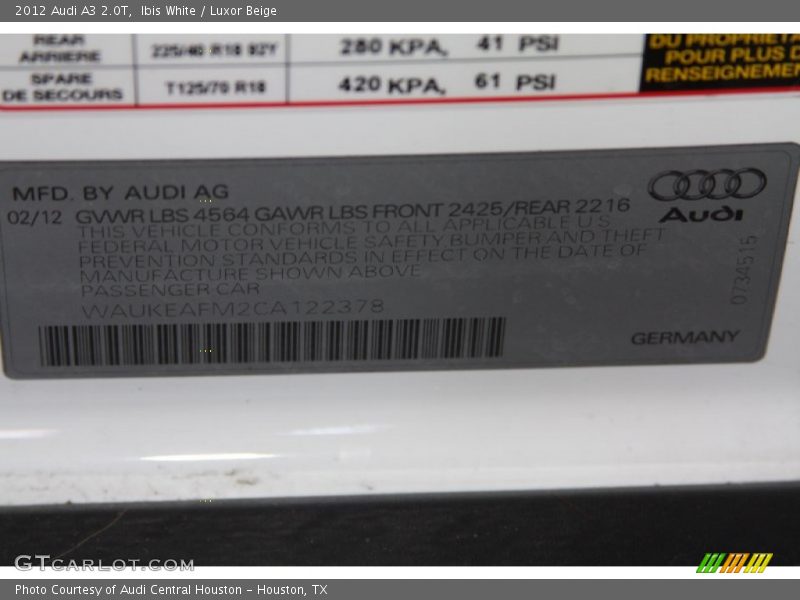 2012 Audi A3 2.0T, Ibis White / Luxor Beige
REAR
ARRIERE
225/40 R18 92Y
280 KPA, 41 PSI
SPARE
DE SECOURS
T125/70 R18
420 KPA, 61 PSI
DU
POUR PLUS
MFD. BY AUDI AG
02/12 GVWR LBS 4564 GAWR LBS FRONT 2425/REAR 2216
THIS VEHICLE CONFORMS TO ALL APPLICABLE U.S.
FEDERAL MOTOR VEHICLE SAFETY BUMPER AND THEFT
PREVENTION STANDARDS IN EFFECT ON THE DATE OF
MANUFACTURE SHOWN ABOVE
PASSENGER CAR
WAUKEAFM2CA122378
Audi
0734515
GERMANY
GTCARLOT.COM
Photo Courtesy of Audi Central Houston - Houston, TX